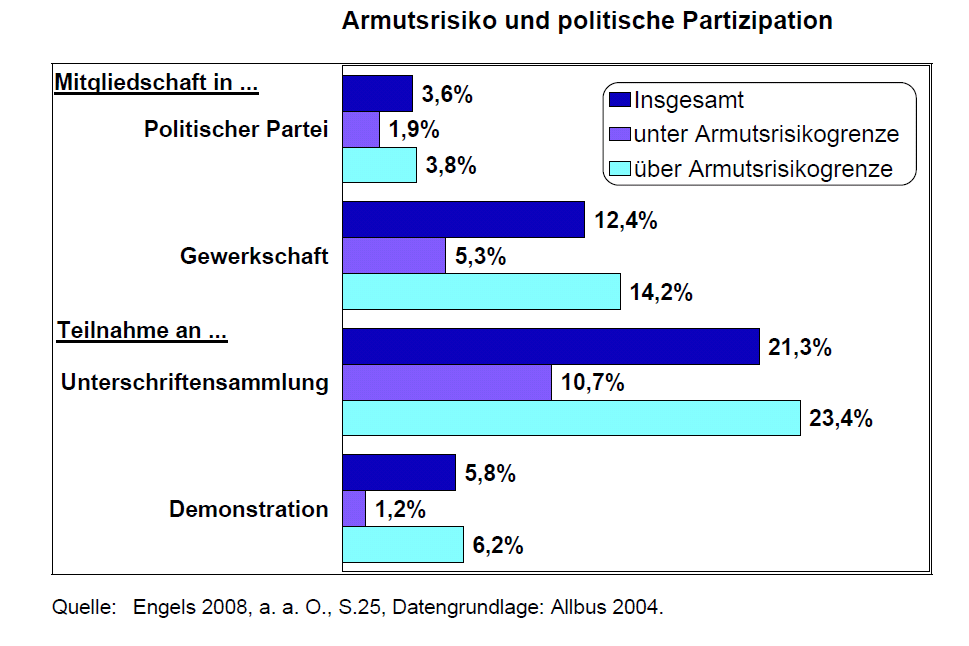 Armutsrisiko und politische Partizipation
Mitgliedschaft in ...
Politischer Partei
3,6%
1,9%
3,8%
Insgesamt
unter Armutsrisikogrenze
über Armutsrisikogrenze
Gewerkschaft
12,4%
5,3%
14,2%
Teilnahme an ...
Unterschriftensammlung
21,3%
10,7%
23,4%
Demonstration
5,8%
1,2%
6,2%
Quelle: Engels 2008, a. a. O., S.25, Datengrundlage: Allbus 2004.